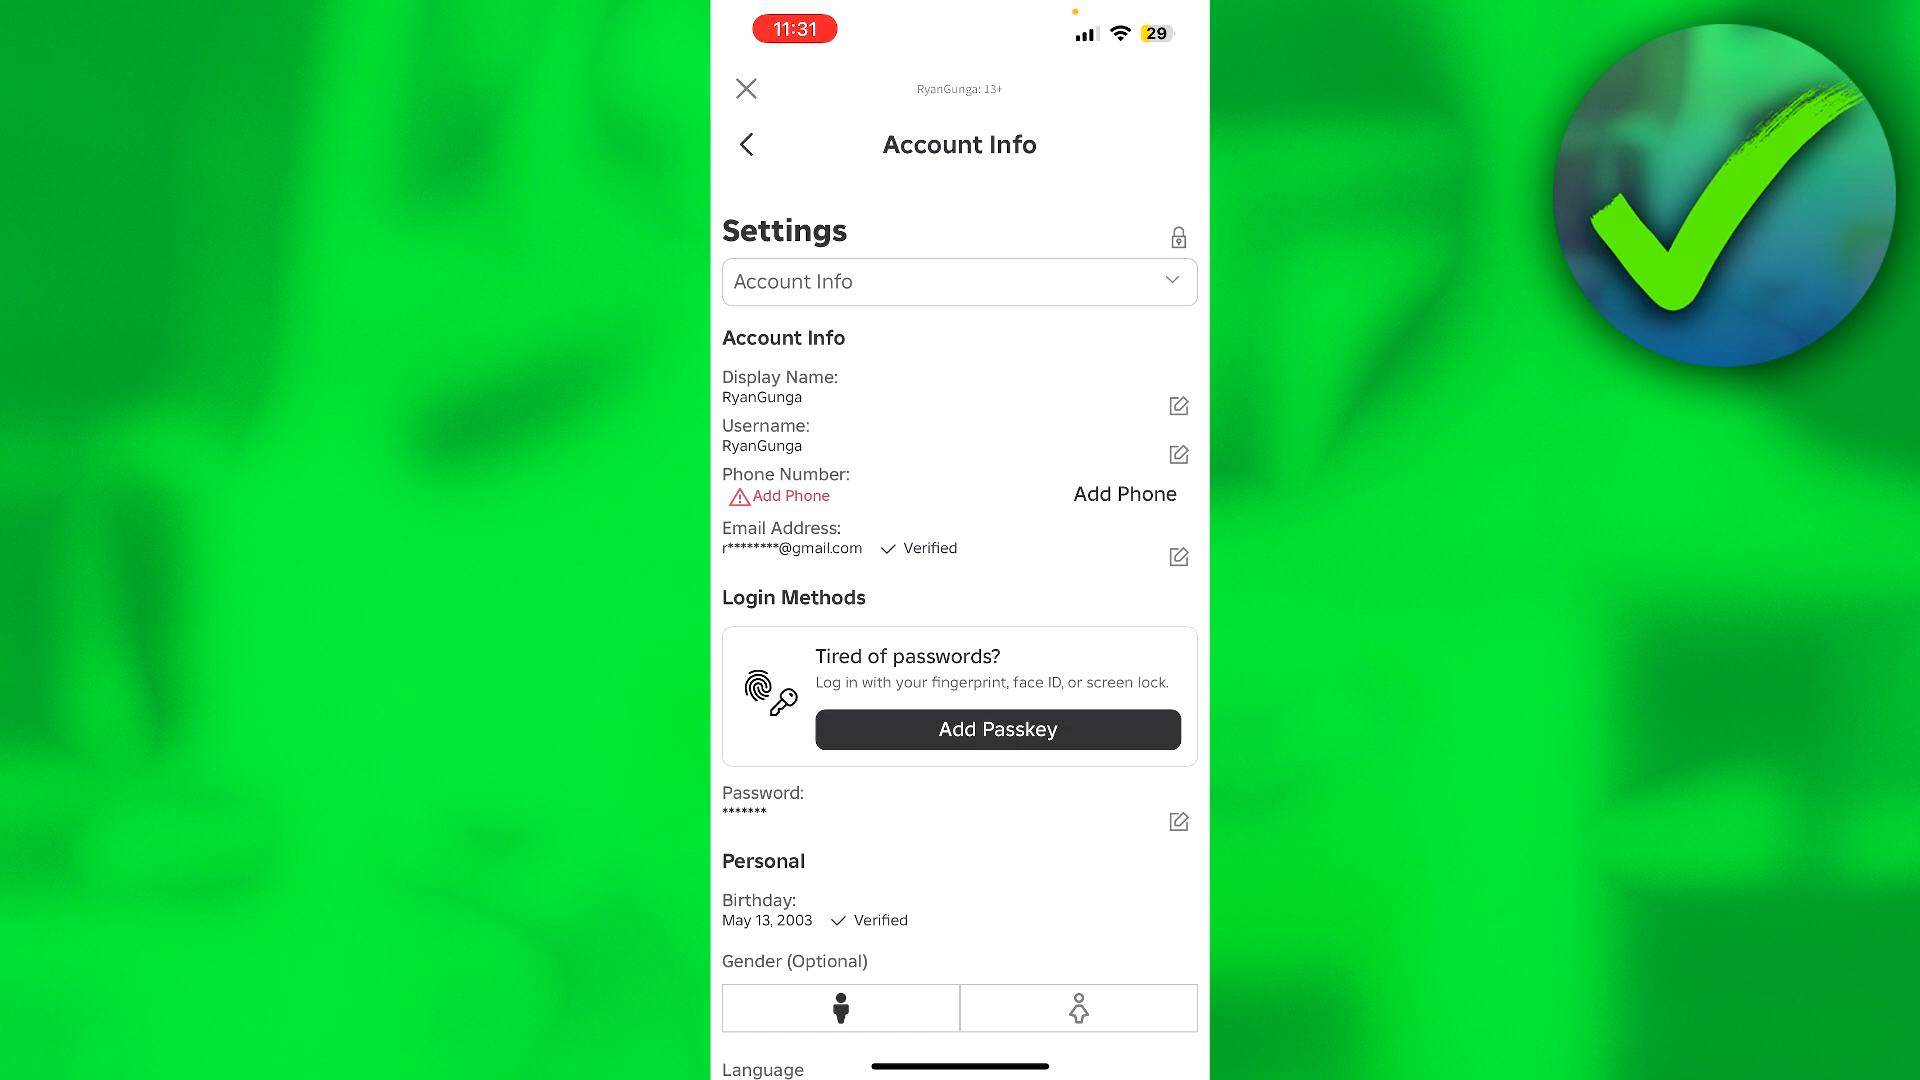 11:31
29
RyanGunga: 13+
Account Info
Settings
Account Info
Account Info
Display Name:
RyanGunga
Username:
RyanGunga
Phone Number:
Add Phone
Add Phone
Email Address:
r********@gmail.com Verified
Login Methods
Tired of passwords?
Log in with your fingerprint, face ID, or screen lock.
Add Passkey
Password:
*******
Personal
Birthday:
May 13, 2003 Verified
Gender (Optional)
Language